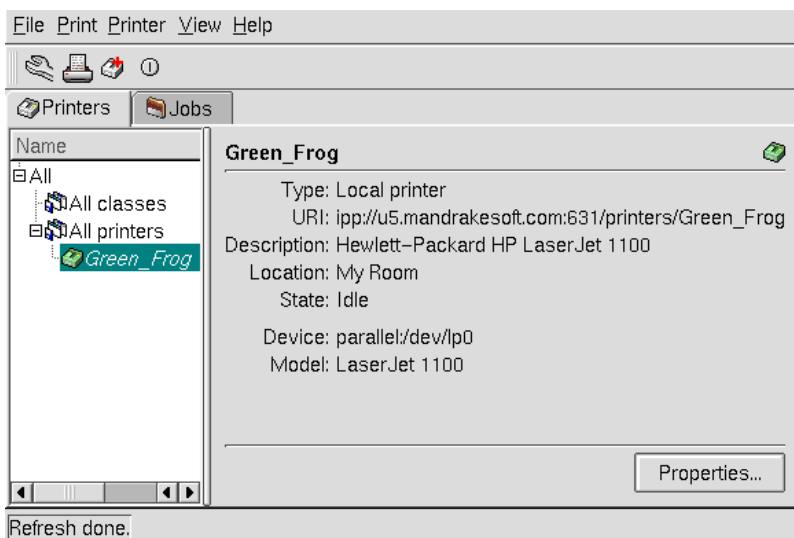 File Print Printer View Help
Printers Jobs
Name
All
All classes
All printers
Green_Frog
Green_Frog
Type: Local printer
URI: ipp://u5.mandrakesoft.com:631/printers/Green_Frog
Description: Hewlett-Packard HP LaserJet 1100
Location: My Room
State: Idle
Device: parallel:/dev/lp0
Model: LaserJet 1100
Properties...
Refresh done.